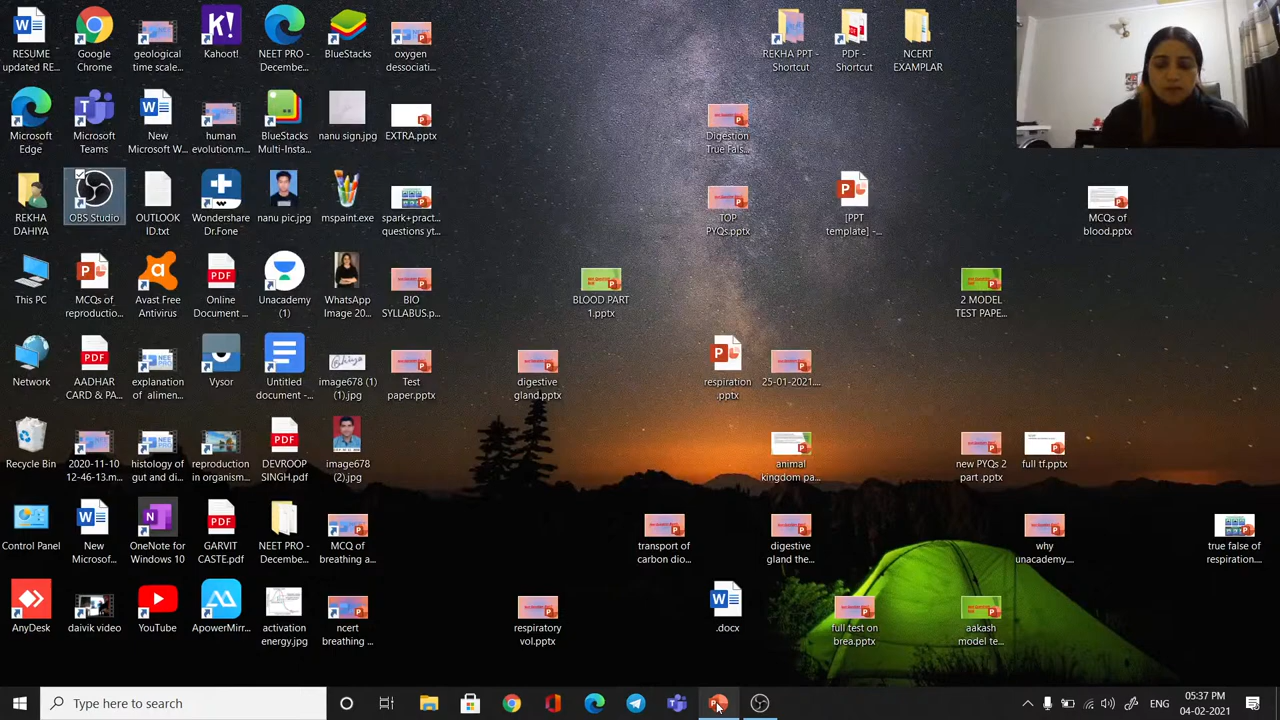 RESUME
updated RE...
Google
Chrome
geological
time scale...
Kahoot!
NEET PRO -
Decembe...
BlueStacks
oxygen
dessociati...
REKHA PPT -
Shortcut
PDF -
Shortcut
NCERT
EXAMPLAR
Microsoft
Edge
Microsoft
Teams
New
Microsoft W...
human
evolution.m...
BlueStacks
Multi-Insta...
nanu sign.jpg
EXTRA.pptx
Digestion
True Fals...
REKHA
DAHIYA
OBS Studio
OUTLOOK
ID.txt
Wondershare
Dr.Fone
nanu pic.jpg
mspaint.exe
spark+pract...
questions yt...
TOP
PYQs.pptx
[PPT
template] -...
MCQs of
blood.pptx
This PC
MCQs of
reproductio...
Avast Free
Antivirus
Online
Document ...
Unacademy
(1)
WhatsApp
Image 20...
BIO
SYLLABUS.p...
BLOOD PART
1.pptx
2 MODEL
TEST PAPE...
Network
AADHAR
CARD & PA...
explanation
of alimen...
Vysor
Untitled
document -...
image678 (1)
(1).jpg
Test
paper.pptx
digestive
gland.pptx
respiration
.pptx
25-01-2021....
Recycle Bin
2020-11-10
12-46-13.m...
histology of
gut and di...
reproduction
in organism...
DEVROOP
SINGH.pdf
image678
(2).jpg
animal
kingdom pa...
new PYQs 2
part .pptx
full tf.pptx
Control Panel
New
Microsof...
OneNote for
Windows 10
GARVIT
CASTE.pdf
NEET PRO -
Decembe...
MCQ of
breathing a...
transport of
carbon dio...
digestive
gland the...
why
unacademy....
true false of
respiration....
AnyDesk
daivik video
YouTube
ApowerMirr...
activation
energy.jpg
ncert
breathing ...
respiratory
vol.pptx
.docx
full test on
brea.pptx
aakash
model te...
Type here to search
ENG
05:37 PM
04-02-2021